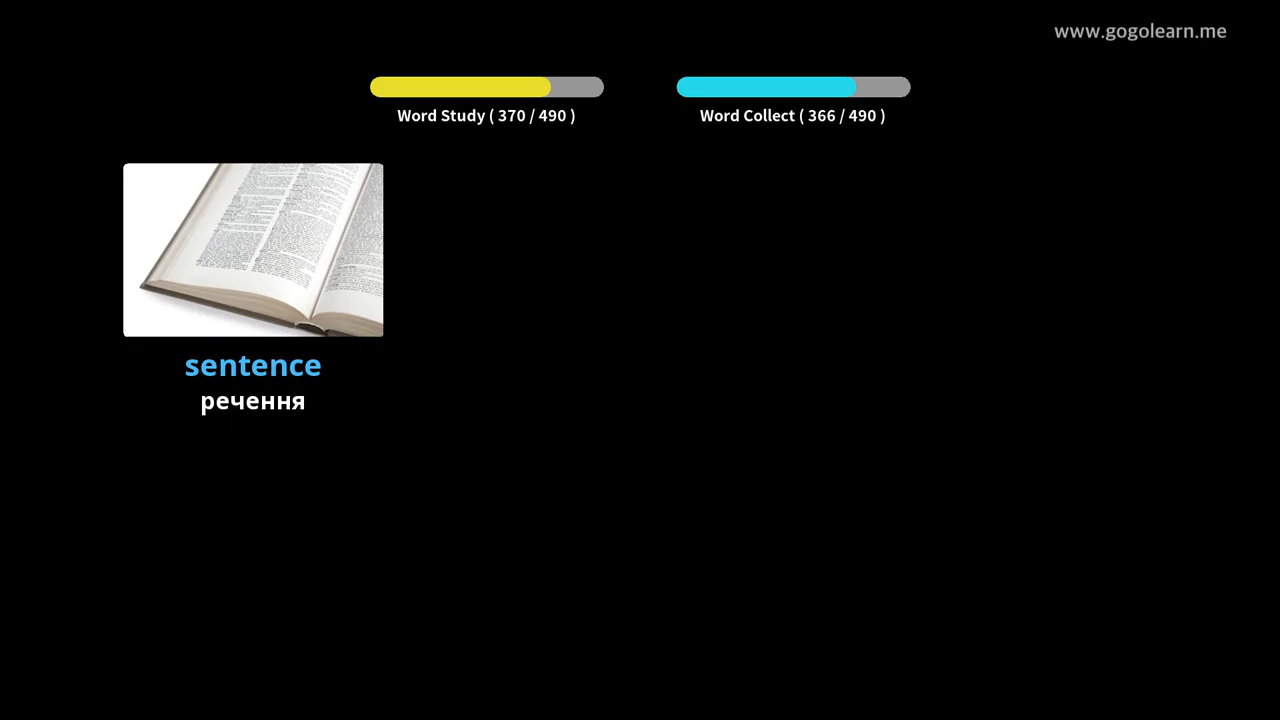 www.gogolearn.me
Word Study ( 370 / 490 )
Word Collect ( 366 / 490 )
sentence
речення